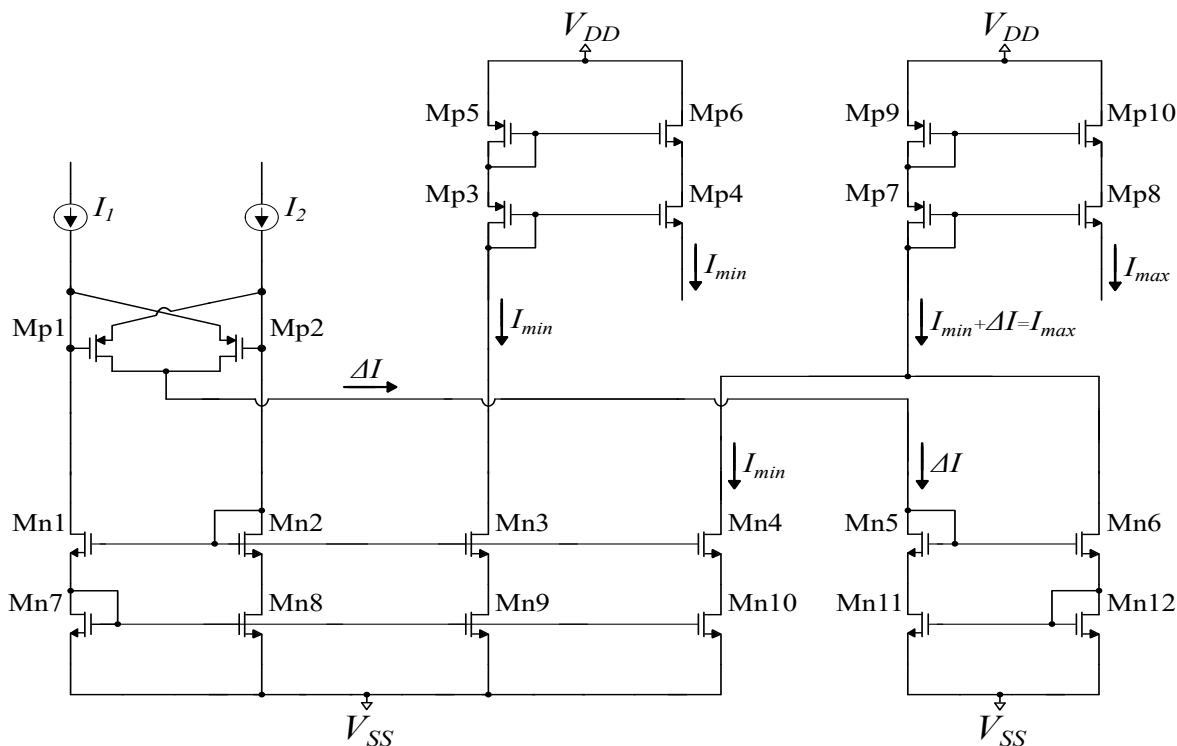 V_DD V_DD
Mp5 Mp6 Mp9 Mp10
I_1 I_2 Mp3 Mp4 Mp7 Mp8
I_min I_max
Mp1 Mp2 I_min I_min+ΔI=I_max
ΔI
I_min ΔI
Mn1 Mn2 Mn3 Mn4 Mn5 Mn6
Mn7 Mn8 Mn9 Mn10 Mn11 Mn12
V_SS V_SS